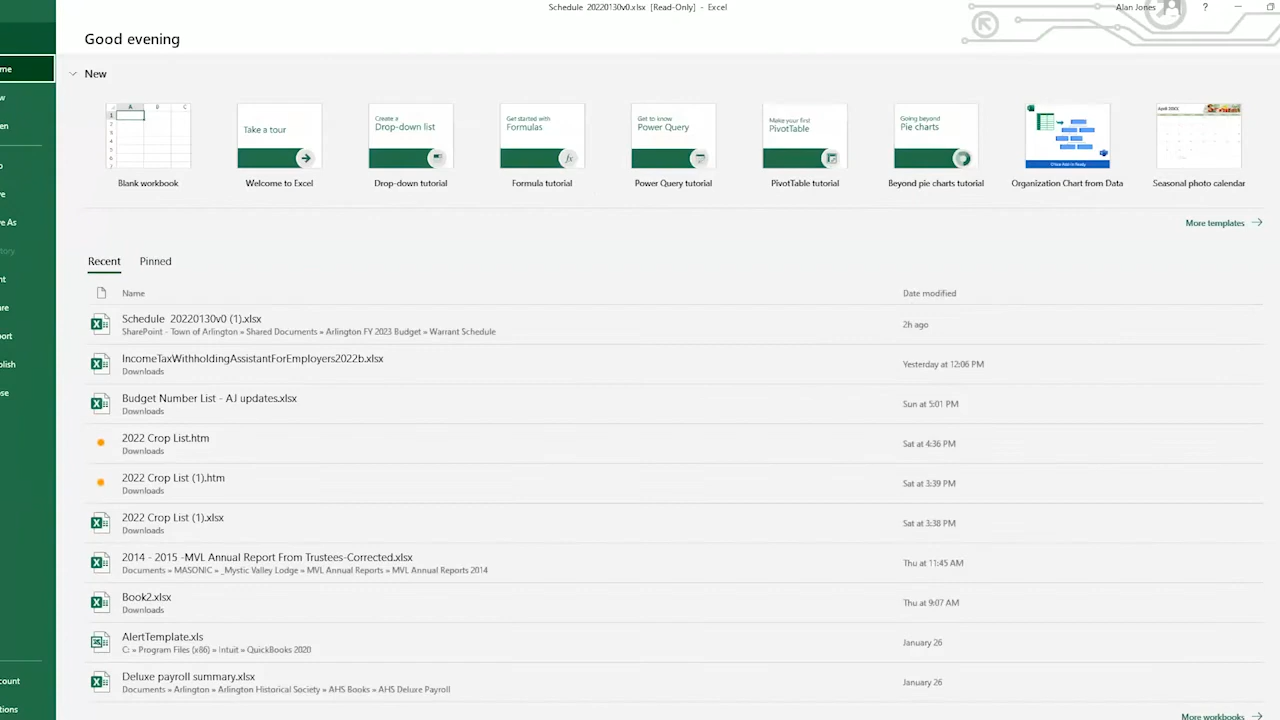 Schedule 20220130v0.xlsx [Read-Only] - Excel
Alan Jones
?
Good evening
New
Take a tour
Create a
Drop-down list
Get started with
Formulas
fx
Get to know
Power Query
Make your first
PivotTable
Going beyond
Pie charts
Blank workbook
Welcome to Excel
Drop-down tutorial
Formula tutorial
Power Query tutorial
PivotTable tutorial
Beyond pie charts tutorial
Organization Chart from Data
Seasonal photo calendar
More templates
Recent Pinned
Name Date modified
Schedule 20220130v0 (1).xlsx
SharePoint - Town of Arlington » Shared Documents » Arlington FY 2023 Budget » Warrant Schedule
2h ago
IncomeTaxWithholdingAssistantForEmployers2022b.xlsx
Downloads
Yesterday at 12:06 PM
Budget Number List - AJ updates.xlsx
Downloads
Sun at 5:01 PM
2022 Crop List.htm
Downloads
Sat at 4:36 PM
2022 Crop List (1).htm
Downloads
Sat at 3:39 PM
2022 Crop List (1).xlsx
Downloads
Sat at 3:38 PM
2014 - 2015 -MVL Annual Report From Trustees-Corrected.xlsx
Documents » MASONIC » _Mystic Valley Lodge » MVL Annual Reports » MVL Annual Reports 2014
Thu at 11:45 AM
Book2.xlsx
Downloads
Thu at 9:07 AM
AlertTemplate.xls
C: » Program Files (x86) » Intuit » QuickBooks 2020
January 26
Deluxe payroll summary.xlsx
Documents » Arlington » Arlington Historical Society » AHS Books » AHS Deluxe Payroll
January 26
More workbooks
me
w
en
o
ve
ve As
tory
nt
are
port
blish
ose
count
tions